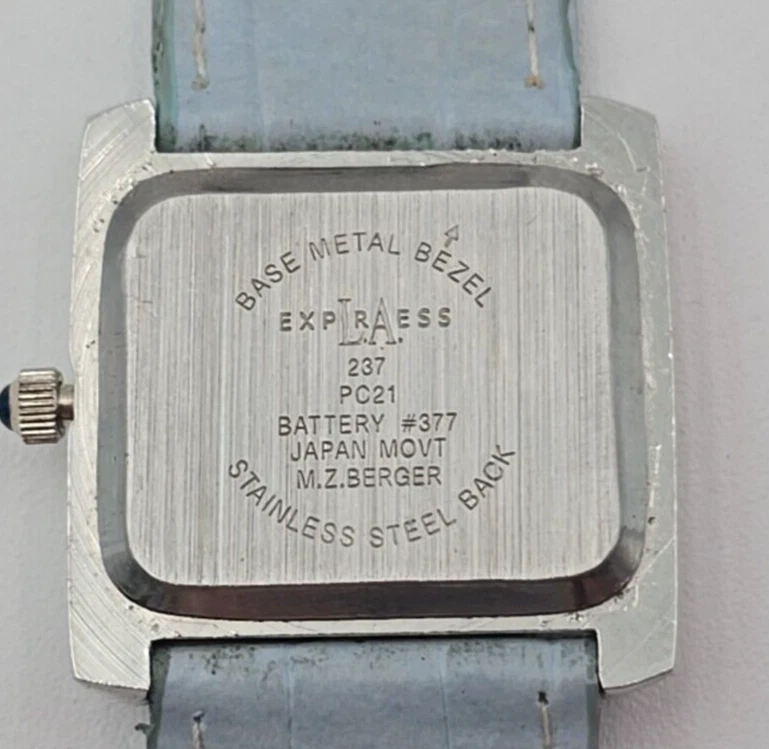 BASE METAL BEZEL
EXPRESS
L.A.
237
PC21
BATTERY #377
JAPAN MOVT
M.Z.BERGER
STAINLESS STEEL BACK